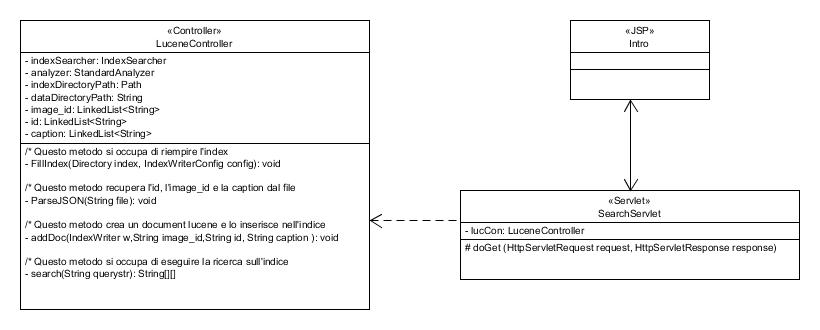 «Controller»
LuceneController
- indexSearcher: IndexSearcher
- analyzer: StandardAnalyzer
- indexDirectoryPath: Path
- dataDirectoryPath: String
- image_id: LinkedList<String>
- id: LinkedList<String>
- caption: LinkedList<String>
/* Questo metodo si occupa di riempire l'index
- FillIndex(Directory index, IndexWriterConfig config): void
/* Questo metodo recupera l'id, l'image_id e la caption dal file
- ParseJSON(String file): void
/* Questo metodo crea un document lucene e lo inserisce nell'indice
- addDoc(IndexWriter w,String image_id,String id, String caption ): void
/* Questo metodo si occupa di eseguire la ricerca sull'indice
- search(String querystr): String[][]
«JSP»
Intro
«Servlet»
SearchServlet
- lucCon: LuceneController
# doGet (HttpServletRequest request, HttpServletResponse response)